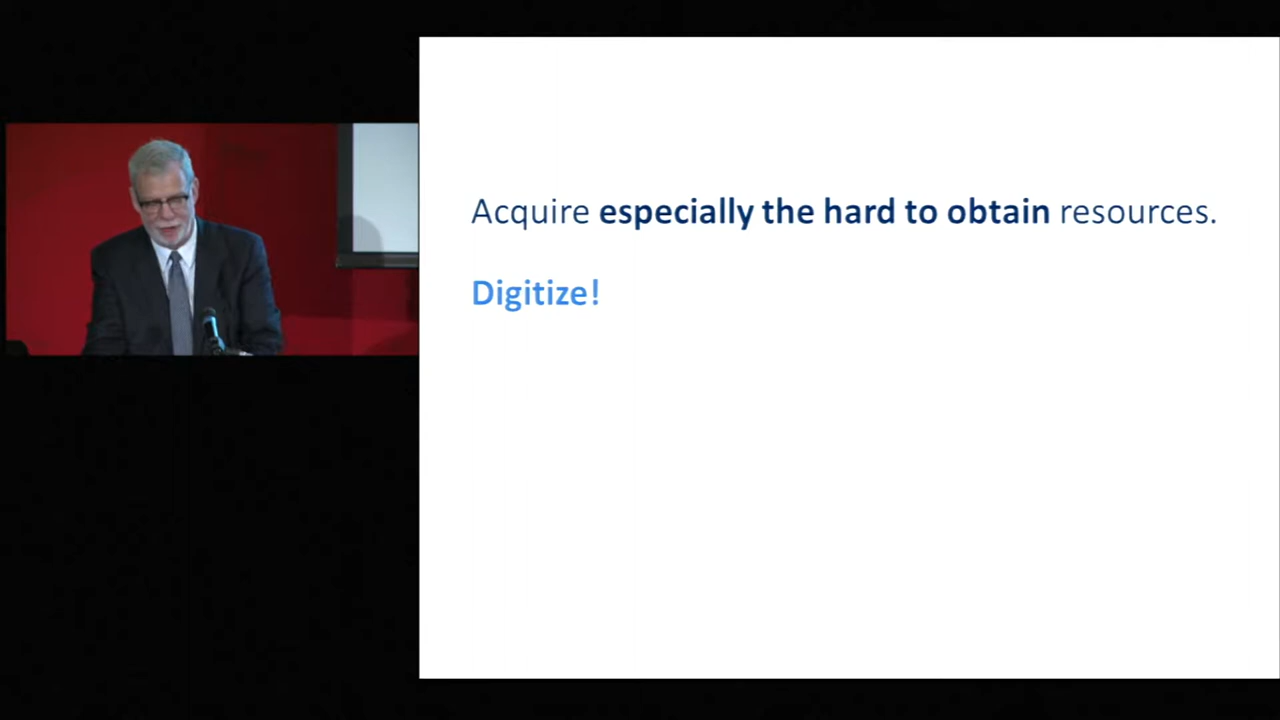 Acquire especially the hard to obtain resources.
Digitize!